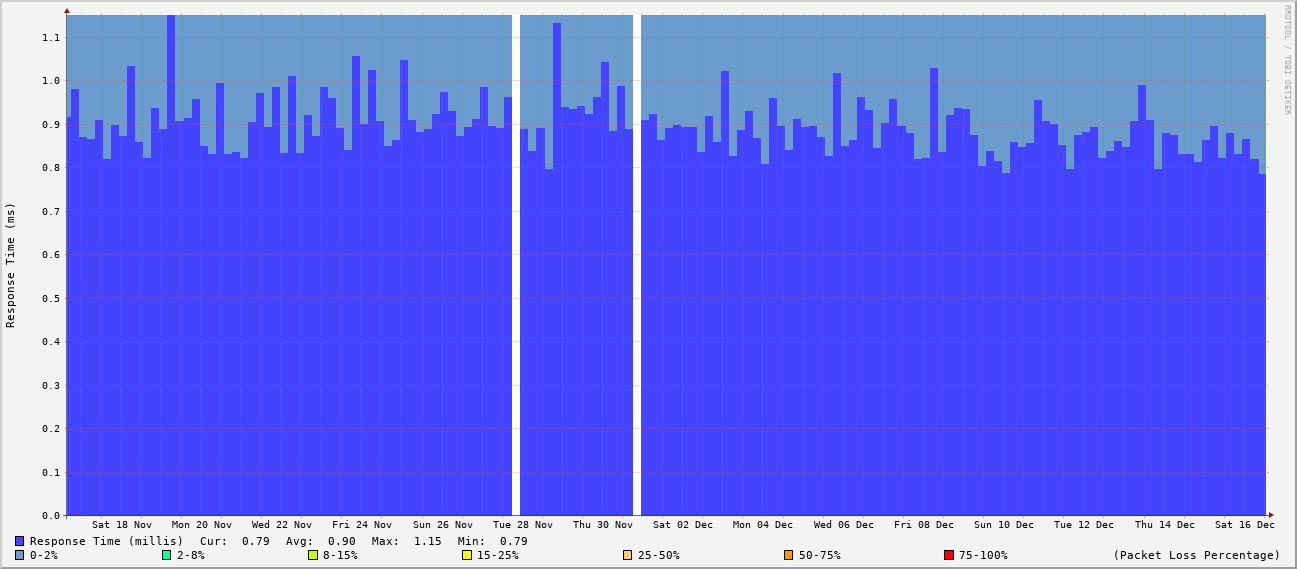 RRDTOOL / TOBI OETIKER
Response Time (ms)
1.1
1.0
0.9
0.8
0.7
0.6
0.5
0.4
0.3
0.2
0.1
0.0
Sat 18 Nov Mon 20 Nov Wed 22 Nov Fri 24 Nov Sun 26 Nov Tue 28 Nov Thu 30 Nov Sat 02 Dec Mon 04 Dec Wed 06 Dec Fri 08 Dec Sun 10 Dec Tue 12 Dec Thu 14 Dec Sat 16 Dec
Response Time (millis) Cur: 0.79 Avg: 0.90 Max: 1.15 Min: 0.79
0-2% 2-8% 8-15% 15-25% 25-50% 50-75% 75-100% (Packet Loss Percentage)